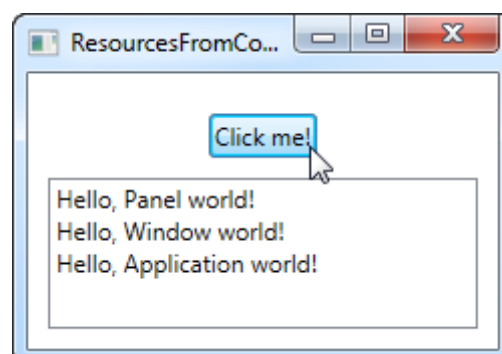 ResourcesFromCo...
Click me!
Hello, Panel world!
Hello, Window world!
Hello, Application world!